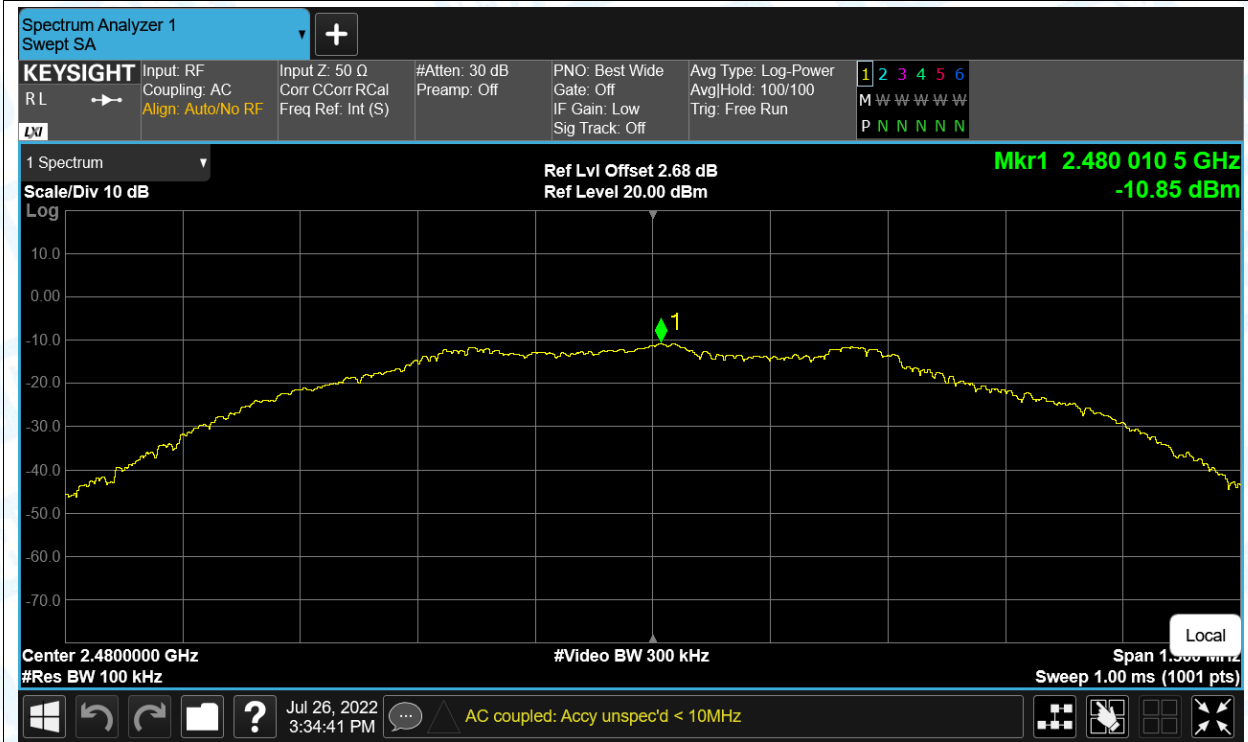 Spectrum Analyzer 1
Swept SA
KEYSIGHT
R L
LXI
Input: RF
Coupling: AC
Align: Auto/No RF
Input Z: 50 Ω
Corr CCorr RCal
Freq Ref: Int (S)
#Atten: 30 dB
Preamp: Off
PNO: Best Wide
Gate: Off
IF Gain: Low
Sig Track: Off
Avg Type: Log-Power
Avg|Hold: 100/100
Trig: Free Run
1 2 3 4 5 6
M W W W W W
P N N N N N
1 Spectrum
Scale/Div 10 dB
Ref Lvl Offset 2.68 dB
Ref Level 20.00 dBm
Mkr1 2.480 010 5 GHz
-10.85 dBm
Log
10.0
0.00
1
-10.0
-20.0
-30.0
-40.0
-50.0
-60.0
-70.0
Local
Center 2.4800000 GHz
#Video BW 300 kHz
Span
#Res BW 100 kHz
Sweep 1.00 ms (1001 pts)
?
Jul 26, 2022
3:34:41 PM
AC coupled: Accy unspec'd < 10MHz